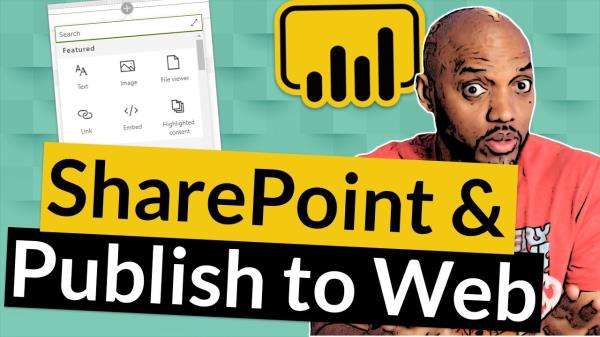 Search
Featured
Text
Image
File viewer
Link
Embed
Highlighted
content
SharePoint &
Publish to Web